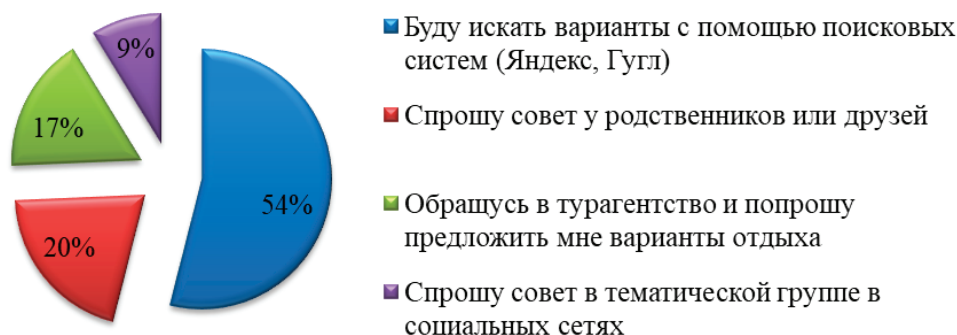 9%
17%
20%
54%
Буду искать варианты с помощью поисковых
систем (Яндекс, Гугл)
Спрошу совет у родственников или друзей
Обращусь в турагентство и попрошу
предложить мне варианты отдыха
Спрошу совет в тематической группе в
социальных сетях